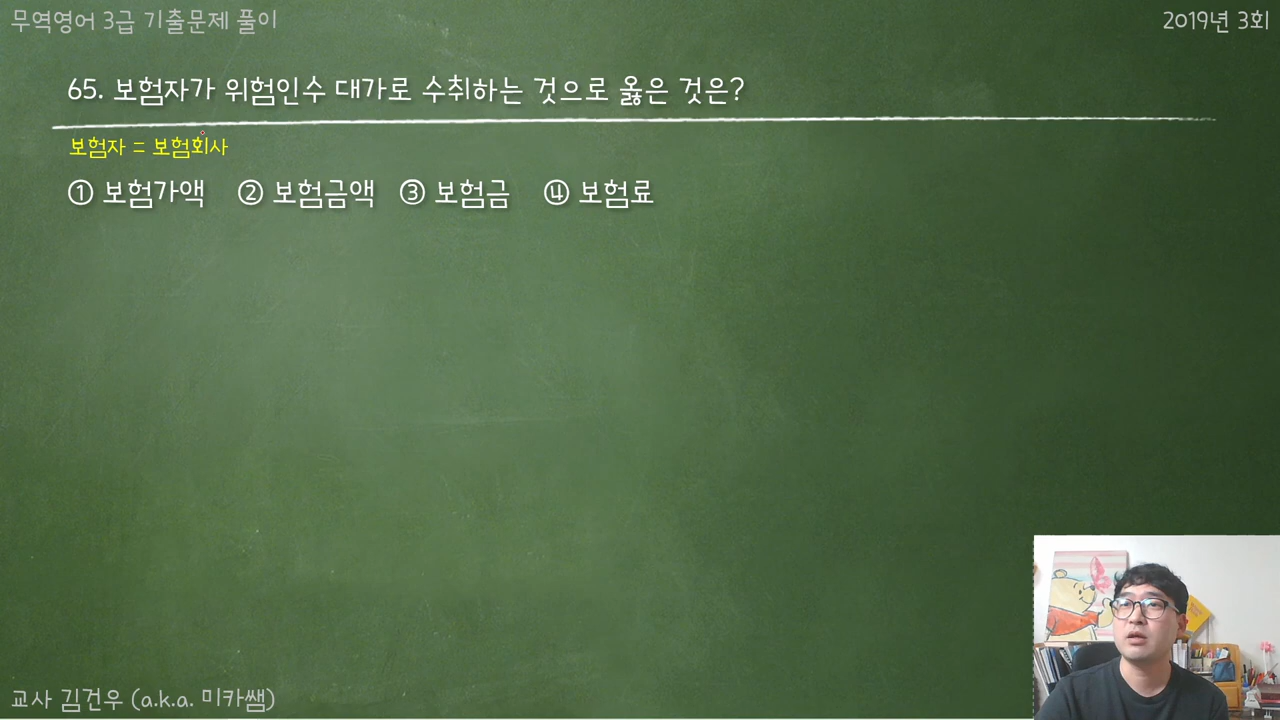 무역영어 3급 기출문제 풀이
2019년 3회
65. 보험자가 위험인수 대가로 수취하는 것으로 옳은 것은?
보험자 = 보험회사
① 보험가액 ② 보험금액 ③ 보험금 ④ 보험료
교사 김건우 (a.k.a. 미카쌤)